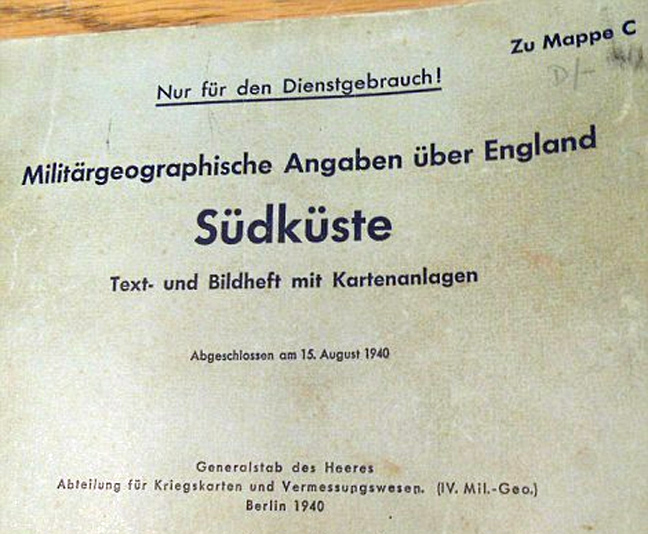 Zu Mappe C
Nur für den Dienstgebrauch!
Militärgeographische Angaben über England
Südküste
Text- und Bildheft mit Kartenanlagen
Abgeschlossen am 15. August 1940
Generalstab des Heeres
Abteilung für Kriegskarten und Vermessungswesen. (IV. Mil.-Geo.)
Berlin 1940